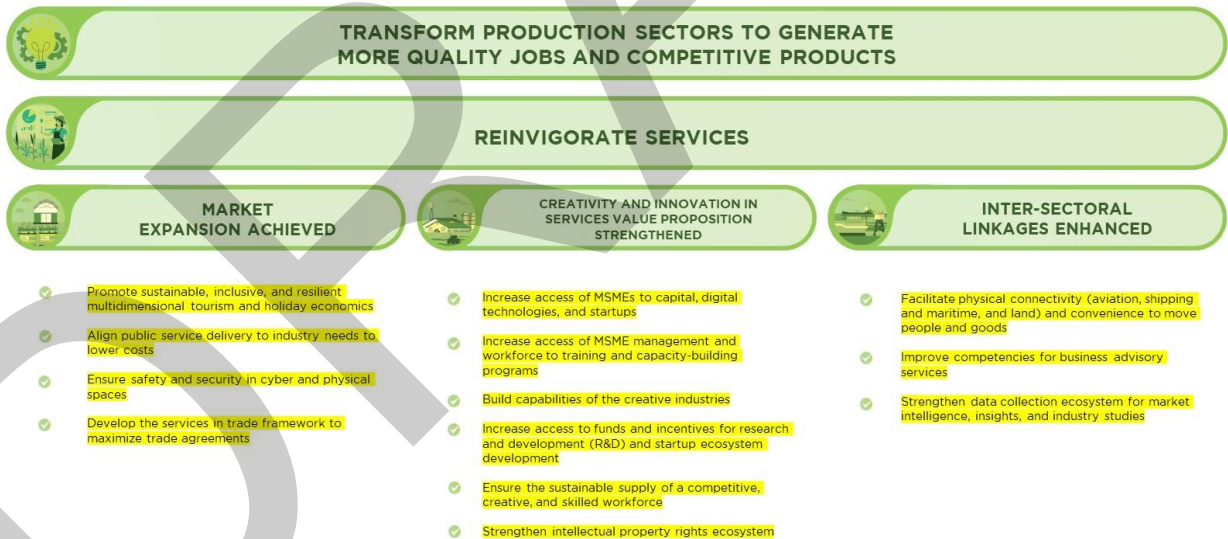 TRANSFORM PRODUCTION SECTORS TO GENERATE
MORE QUALITY JOBS AND COMPETITIVE PRODUCTS
REINVIGORATE SERVICES
MARKET
EXPANSION ACHIEVED
Promote sustainable, inclusive, and resilient
multidimensional tourism and holiday economics
Align public service delivery to industry needs to
lower costs
Ensure safety and security in cyber and physical
spaces
Develop the services in trade framework to
maximize trade agreements
CREATIVITY AND INNOVATION IN
SERVICES VALUE PROPOSITION
STRENGTHENED
Increase access of MSMEs to capital, digital
technologies, and startups
Increase access of MSME management and
workforce to training and capacity-building
programs
Build capabilities of the creative industries
Increase access to funds and incentives for research
and development (R&D) and startup ecosystem
development
Ensure the sustainable supply of a competitive,
creative, and skilled workforce
Strengthen intellectual property rights ecosystem
INTER-SECTORAL
LINKAGES ENHANCED
Facilitate physical connectivity (aviation, shipping
and maritime, and land) and convenience to move
people and goods
Improve competencies for business advisory
services
Strengthen data collection ecosystem for market
intelligence, insights, and industry studies